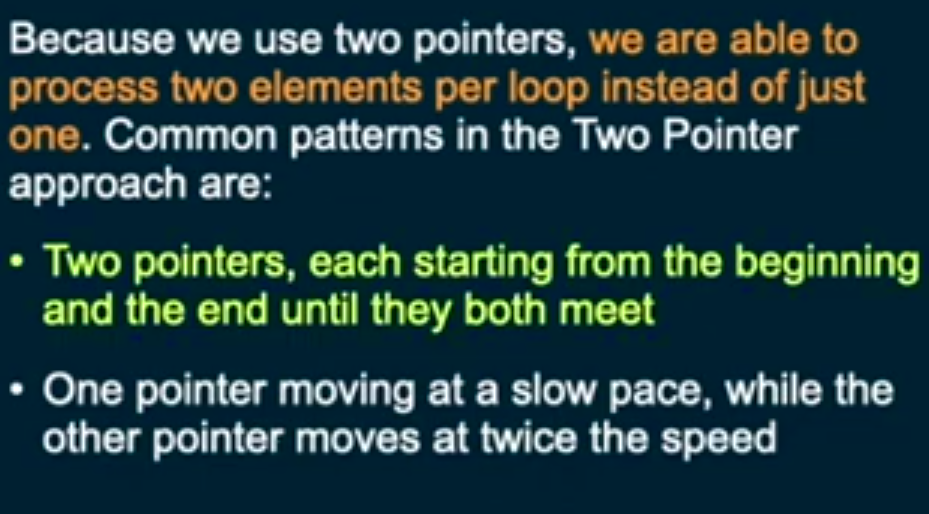 Because we use two pointers, we are able to
process two elements per loop instead of just
one. Common patterns in the Two Pointer
approach are:
• Two pointers, each starting from the beginning
and the end until they both meet
• One pointer moving at a slow pace, while the
other pointer moves at twice the speed